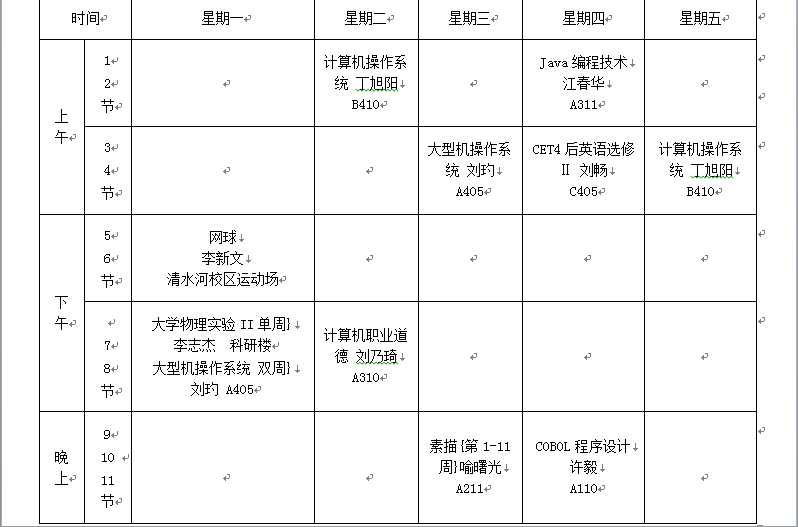 时间 星期一 星期二 星期三 星期四 星期五
上
午
1
2
节
计算机操作系
统 丁旭阳
B410
Java 编程技术
江春华
A311
3
4
节
大型机操作系
统 刘玓
A405
CET4 后英语选修
II 刘畅
C405
计算机操作系
统 丁旭阳
B410
下
午
5
6
节
网球
李新文
清水河校区运动场
7
8
节
大学物理实验 II 单周}
李志杰 科研楼
大型机操作系统 双周}
刘玓 A405
计算机职业道
德 刘乃琦
A310
晚
上
9
10
11
节
素描{第 1-11
周}喻曙光
A211
COBOL 程序设计
许毅
A110